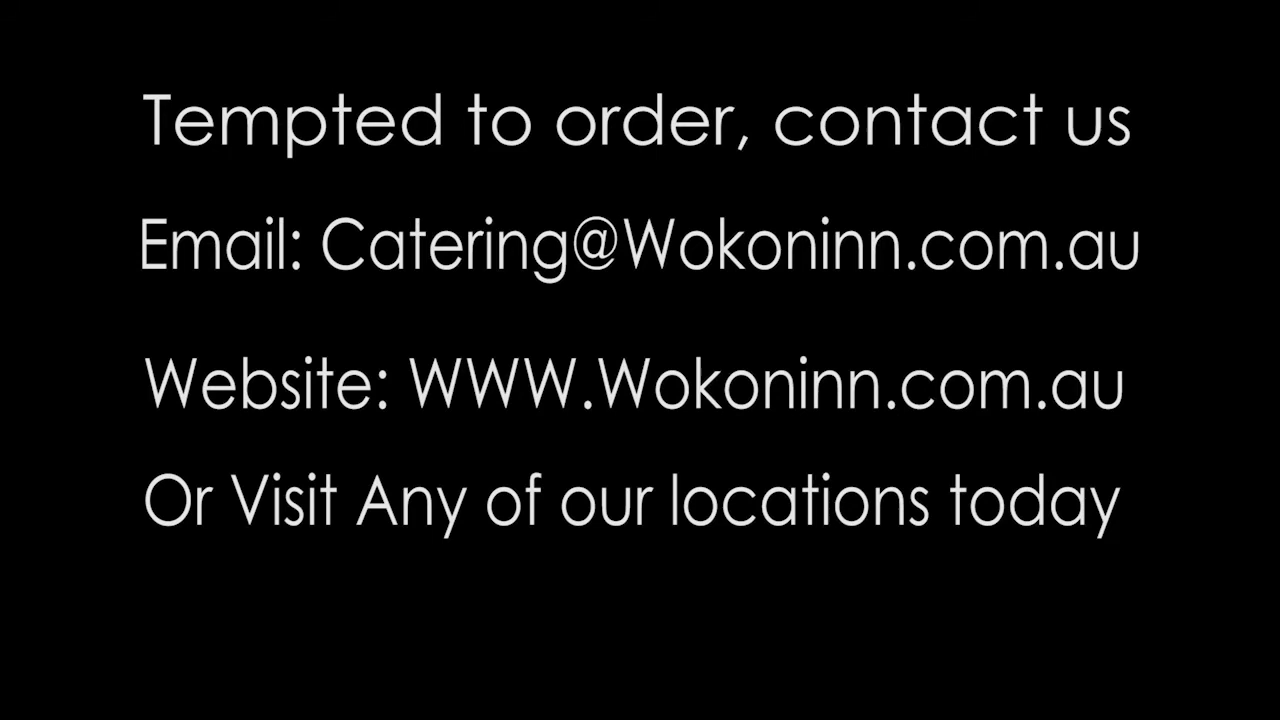 Tempted to order, contact us
Email: Catering@Wokoninn.com.au
Website: WWW.Wokoninn.com.au
Or Visit Any of our locations today